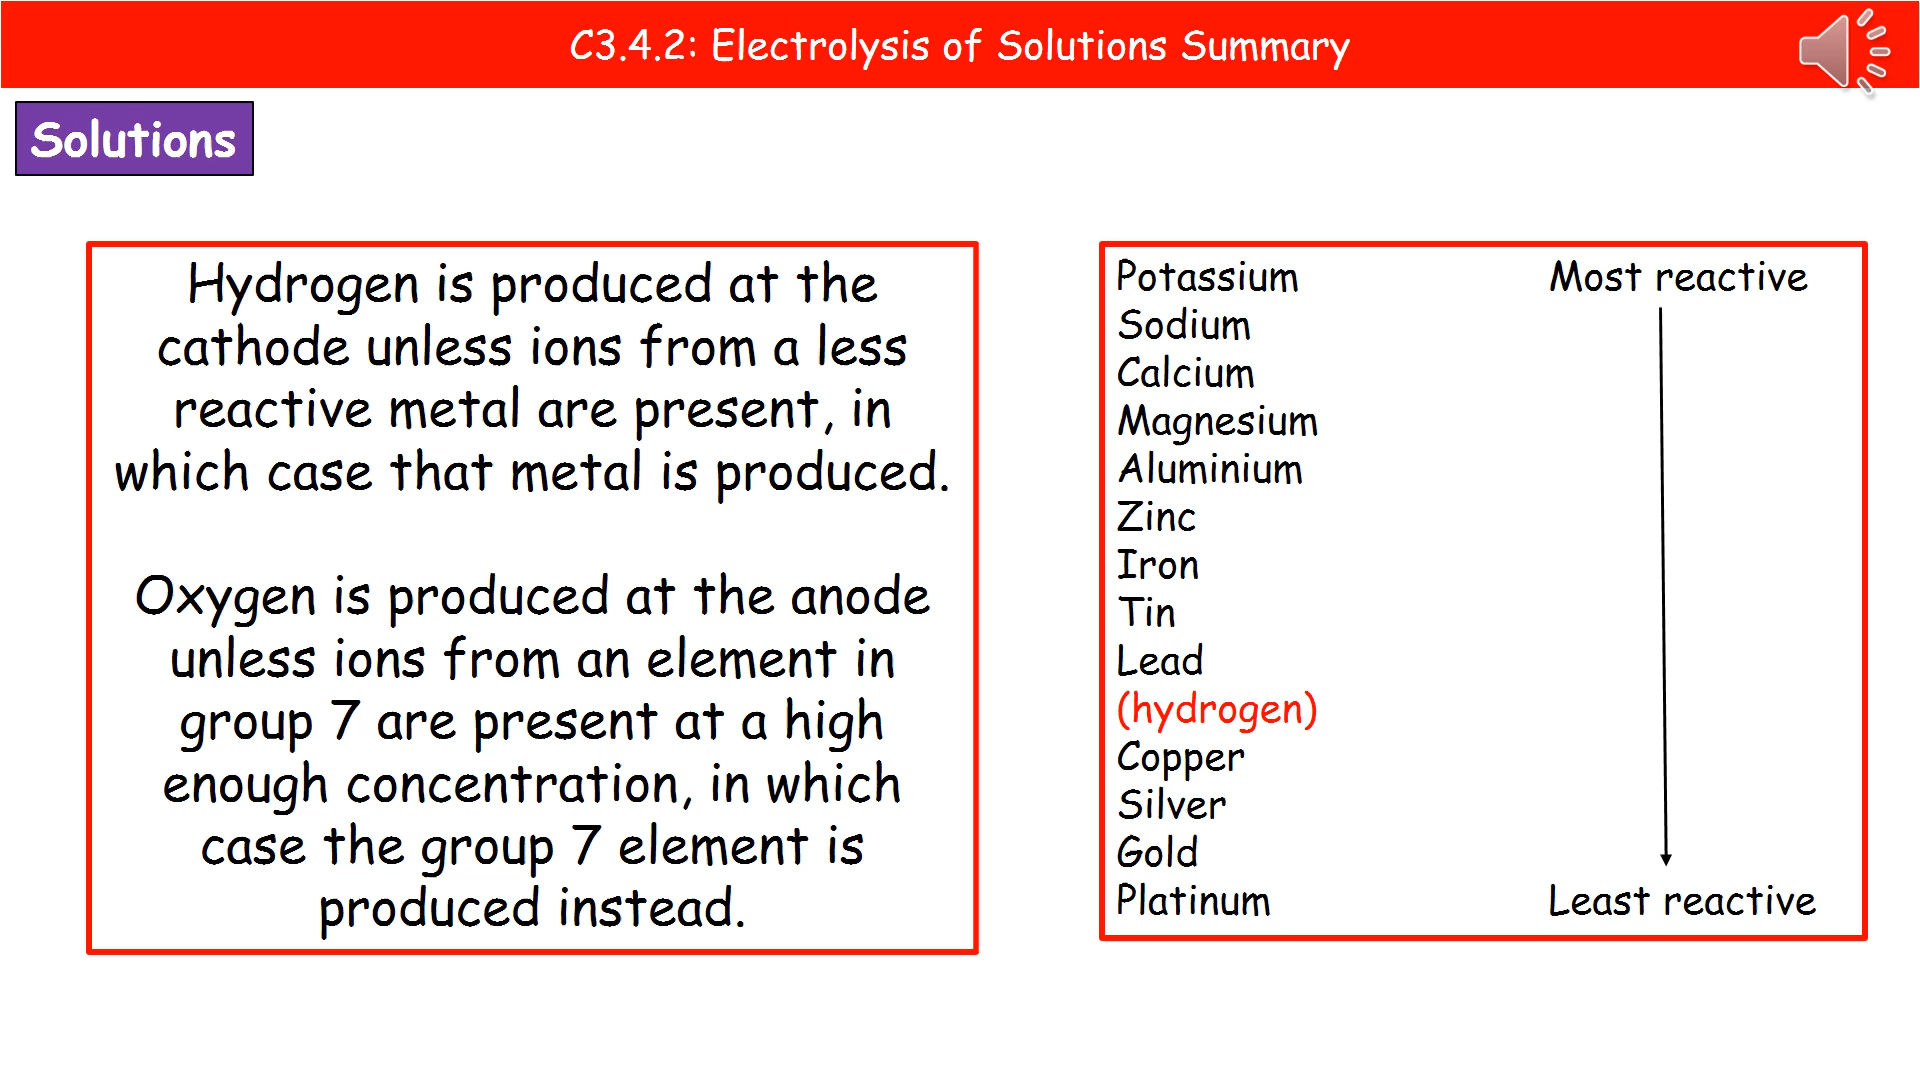 C3.4.2: Electrolysis of Solutions Summary
Solutions
Hydrogen is produced at the
cathode unless ions from a less
reactive metal are present, in
which case that metal is produced.
Oxygen is produced at the anode
unless ions from an element in
group 7 are present at a high
enough concentration, in which
case the group 7 element is
produced instead.
Potassium
Sodium
Calcium
Magnesium
Aluminium
Zinc
Iron
Tin
Lead
(hydrogen)
Copper
Silver
Gold
Platinum
Most reactive
Least reactive